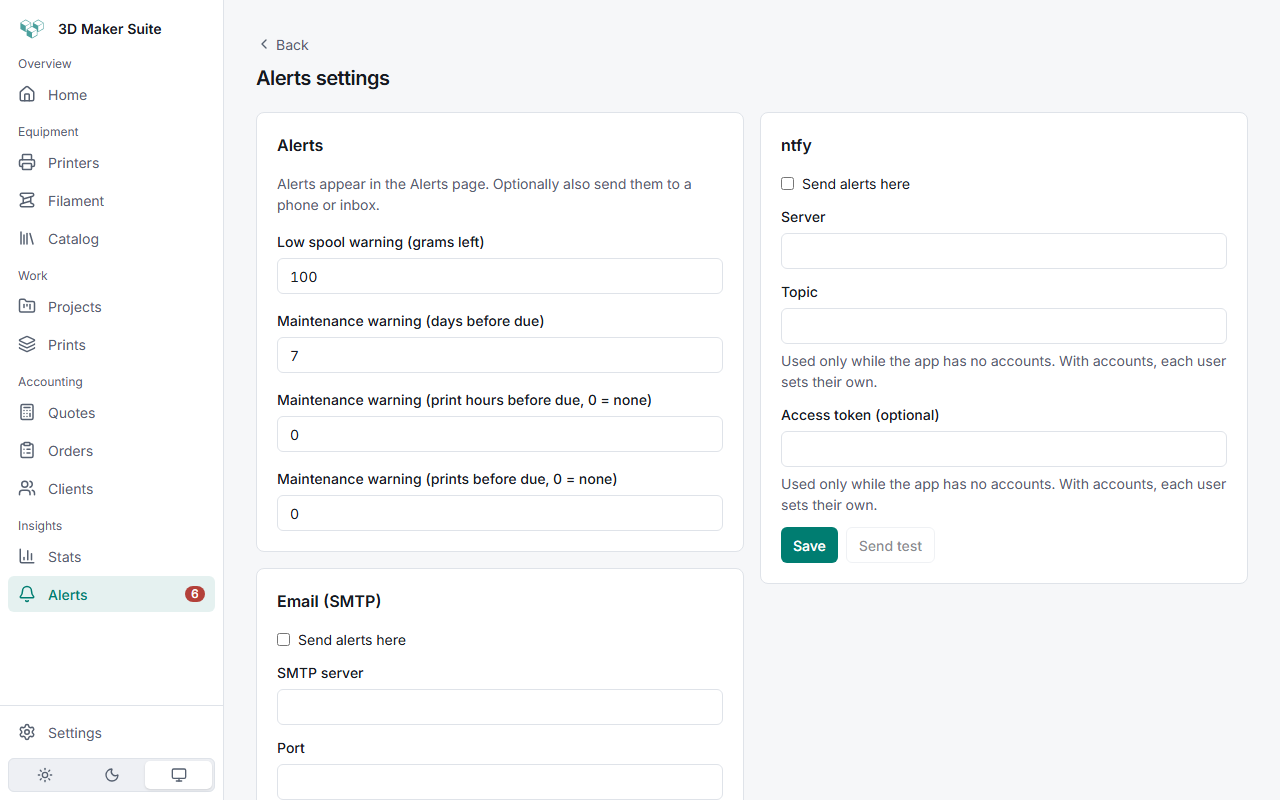 3D Maker Suite
Overview
Home
Equipment
Printers
Filament
Catalog
Work
Projects
Prints
Accounting
Quotes
Orders
Clients
Insights
Stats
Alerts
6
Settings
Back
Alerts settings
Alerts
Alerts appear in the Alerts page. Optionally also send them to a
phone or inbox.
Low spool warning (grams left)
100
Maintenance warning (days before due)
7
Maintenance warning (print hours before due, 0 = none)
0
Maintenance warning (prints before due, 0 = none)
0
Email (SMTP)
Send alerts here
SMTP server
Port
ntfy
Send alerts here
Server
Topic
Used only while the app has no accounts. With accounts, each user
sets their own.
Access token (optional)
Used only while the app has no accounts. With accounts, each user
sets their own.
Save
Send test